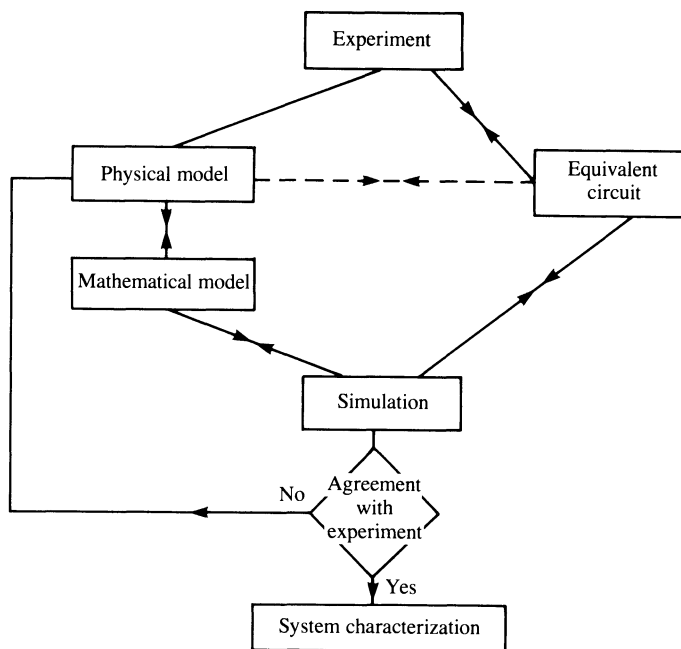 Experiment
Physical model
Equivalent
circuit
Mathematical model
Simulation
No
Agreement
with
experiment
Yes
System characterization